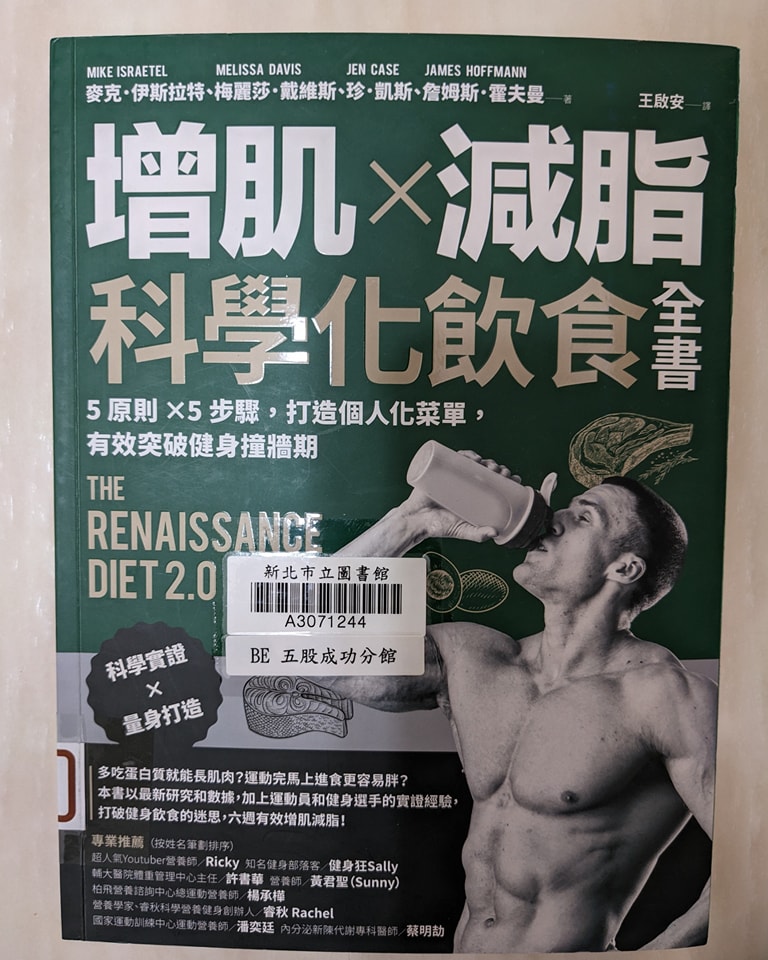 MIKE ISRAETEL MELISSA DAVIS JEN CASE JAMES HOFFMANN
麥克・伊斯拉特、梅麗莎・戴維斯、珍・凱斯、詹姆斯・霍夫曼——著 王啟安——譯
增肌×減脂
科學化飲食全書
5 原則 ×5 步驟，打造個人化菜單，
有效突破健身撞牆期
THE
RENAISSANCE
DIET 2.0
新北市立圖書館
A3071244
BE 五股成功分館
科學實證
×
量身打造
多吃蛋白質就能長肌肉？運動完馬上進食更容易胖？
本書以最新研究和數據，加上運動員和健身選手的實證經驗，
打破健身飲食的迷思，六週有效增肌減脂！
專業推薦（按姓名筆劃排序）
超人氣Youtuber營養師／Ricky 知名健身部落客／健身狂Sally
輔大醫院體重管理中心主任／許書華 營養師／黃君聖（Sunny）
柏飛營養諮詢中心總運動營養師／楊承樺
營養學家、睿秋科學營養健身創辦人／睿秋 Rachel
國家運動訓練中心運動營養師／潘奕廷 內分泌新陳代謝專科醫師／蔡明劼